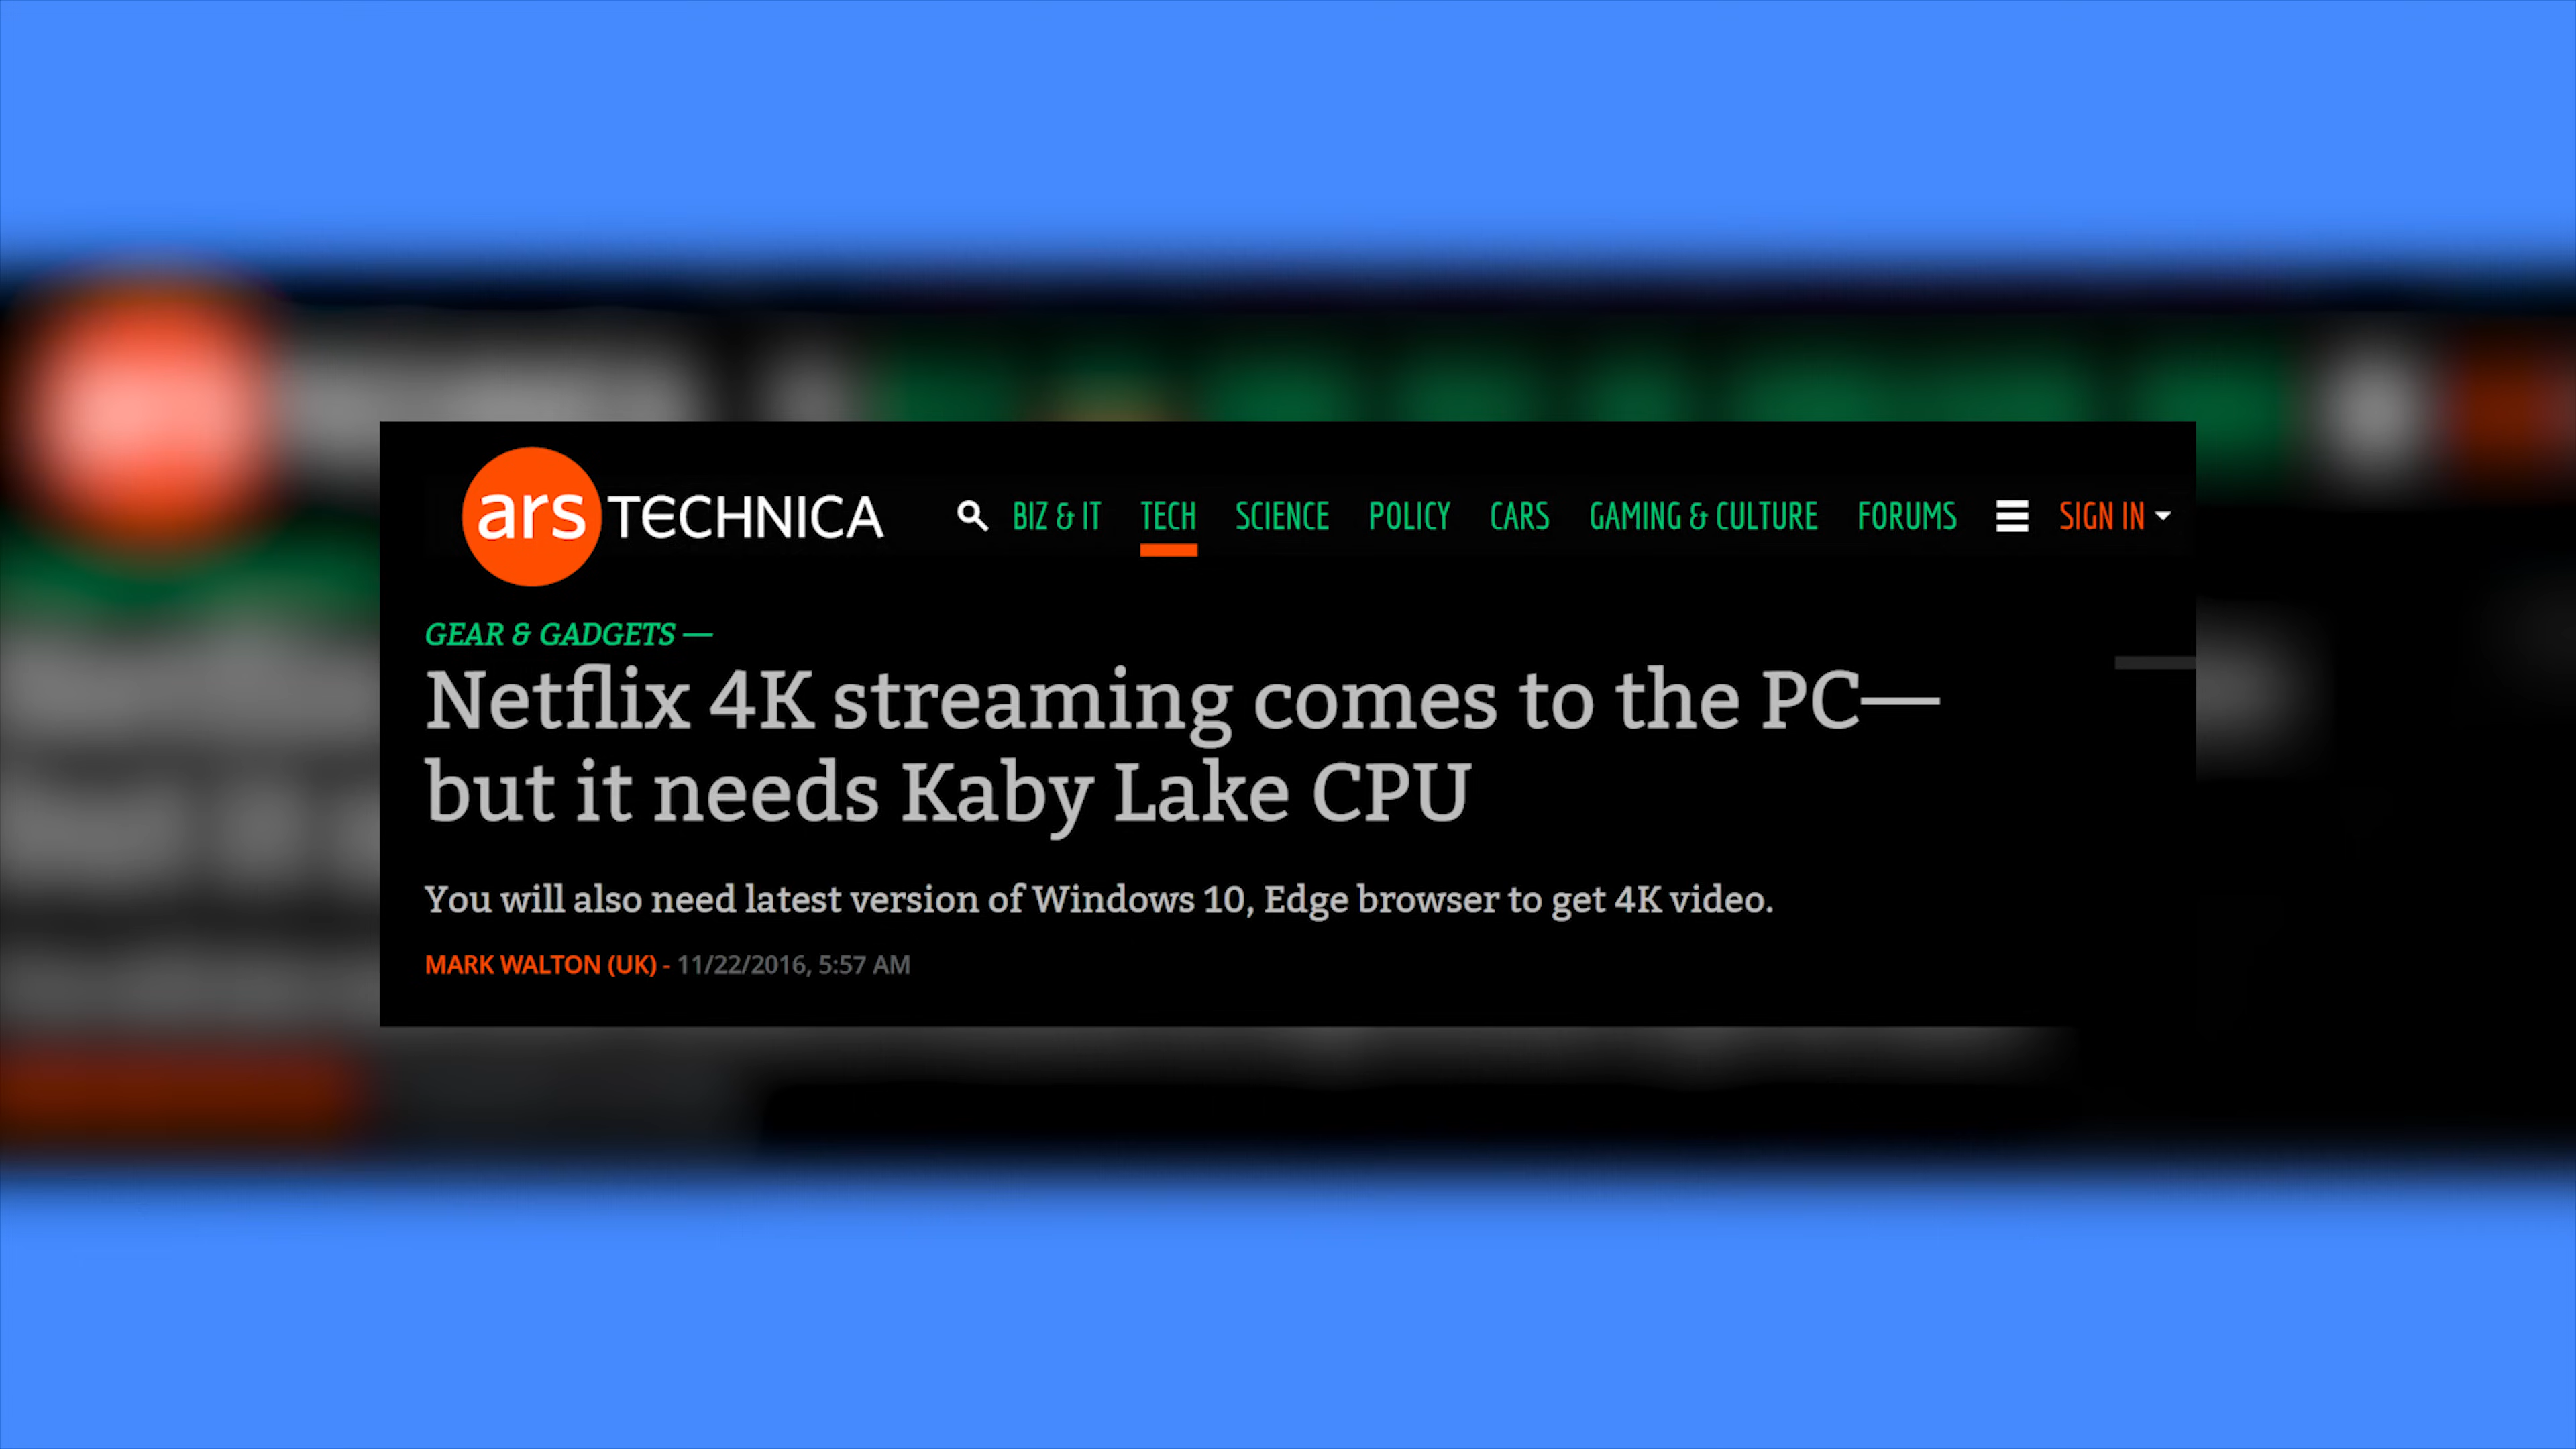 ars TECHNICA BIZ & IT TECH SCIENCE POLICY CARS GAMING & CULTURE FORUMS SIGN IN
GEAR & GADGETS —
Netflix 4K streaming comes to the PC—
but it needs Kaby Lake CPU
You will also need latest version of Windows 10, Edge browser to get 4K video.
MARK WALTON (UK) - 11/22/2016, 5:57 AM